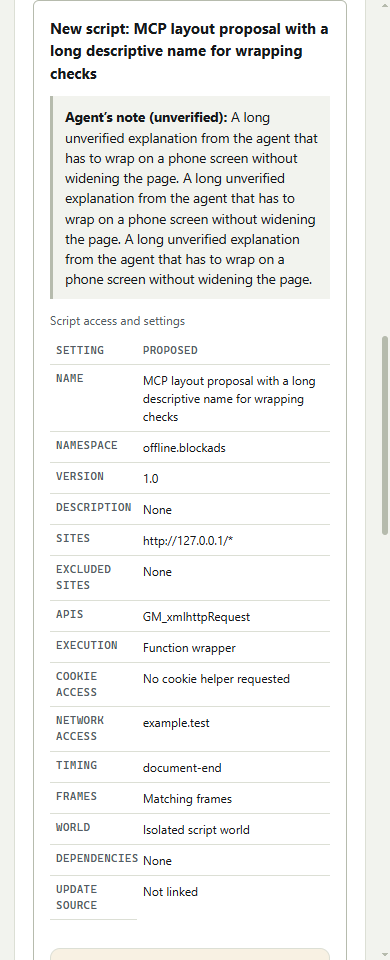 New script: MCP layout proposal with a
long descriptive name for wrapping
checks
Agent's note (unverified): A long
unverified explanation from the agent that
has to wrap on a phone screen without
widening the page. A long unverified
explanation from the agent that has to
wrap on a phone screen without widening
the page. A long unverified explanation
from the agent that has to wrap on a
phone screen without widening the page.
Script access and settings
SETTING PROPOSED
NAME MCP layout proposal with a long
descriptive name for wrapping
checks
NAMESPACE offline.blockads
VERSION 1.0
DESCRIPTION None
SITES http://127.0.0.1/*
EXCLUDED None
SITES
APIS GM_xmlhttpRequest
EXECUTION Function wrapper
COOKIE No cookie helper requested
ACCESS
NETWORK example.test
ACCESS
TIMING document-end
FRAMES Matching frames
WORLD Isolated script world
DEPENDENCIES None
UPDATE Not linked
SOURCE